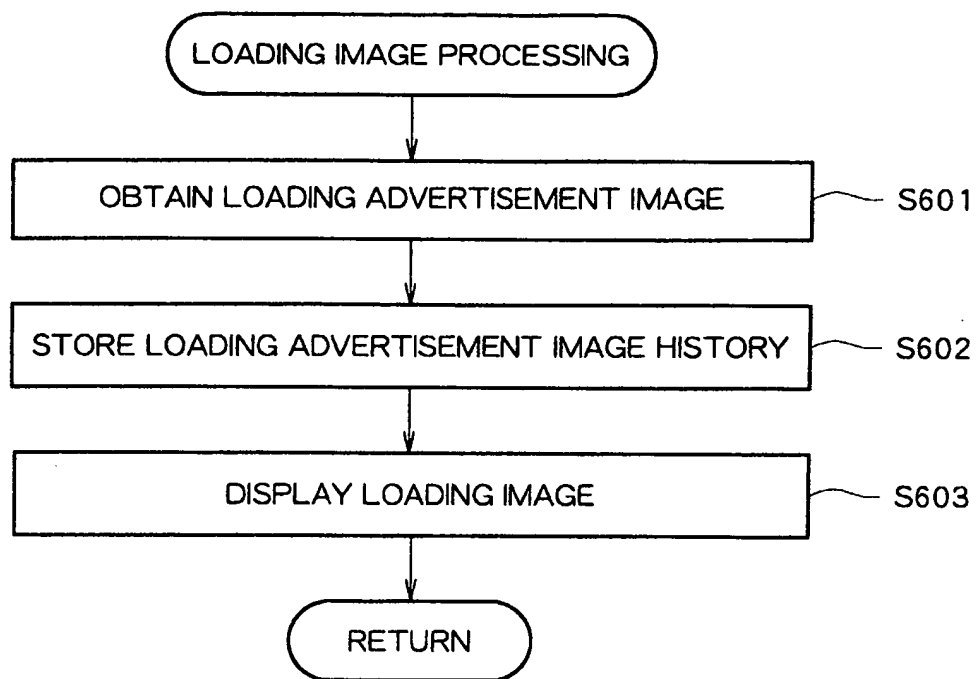 LOADING IMAGE PROCESSING
OBTAIN LOADING ADVERTISEMENT IMAGE
S601
STORE LOADING ADVERTISEMENT IMAGE HISTORY
S602
DISPLAY LOADING IMAGE
S603
RETURN